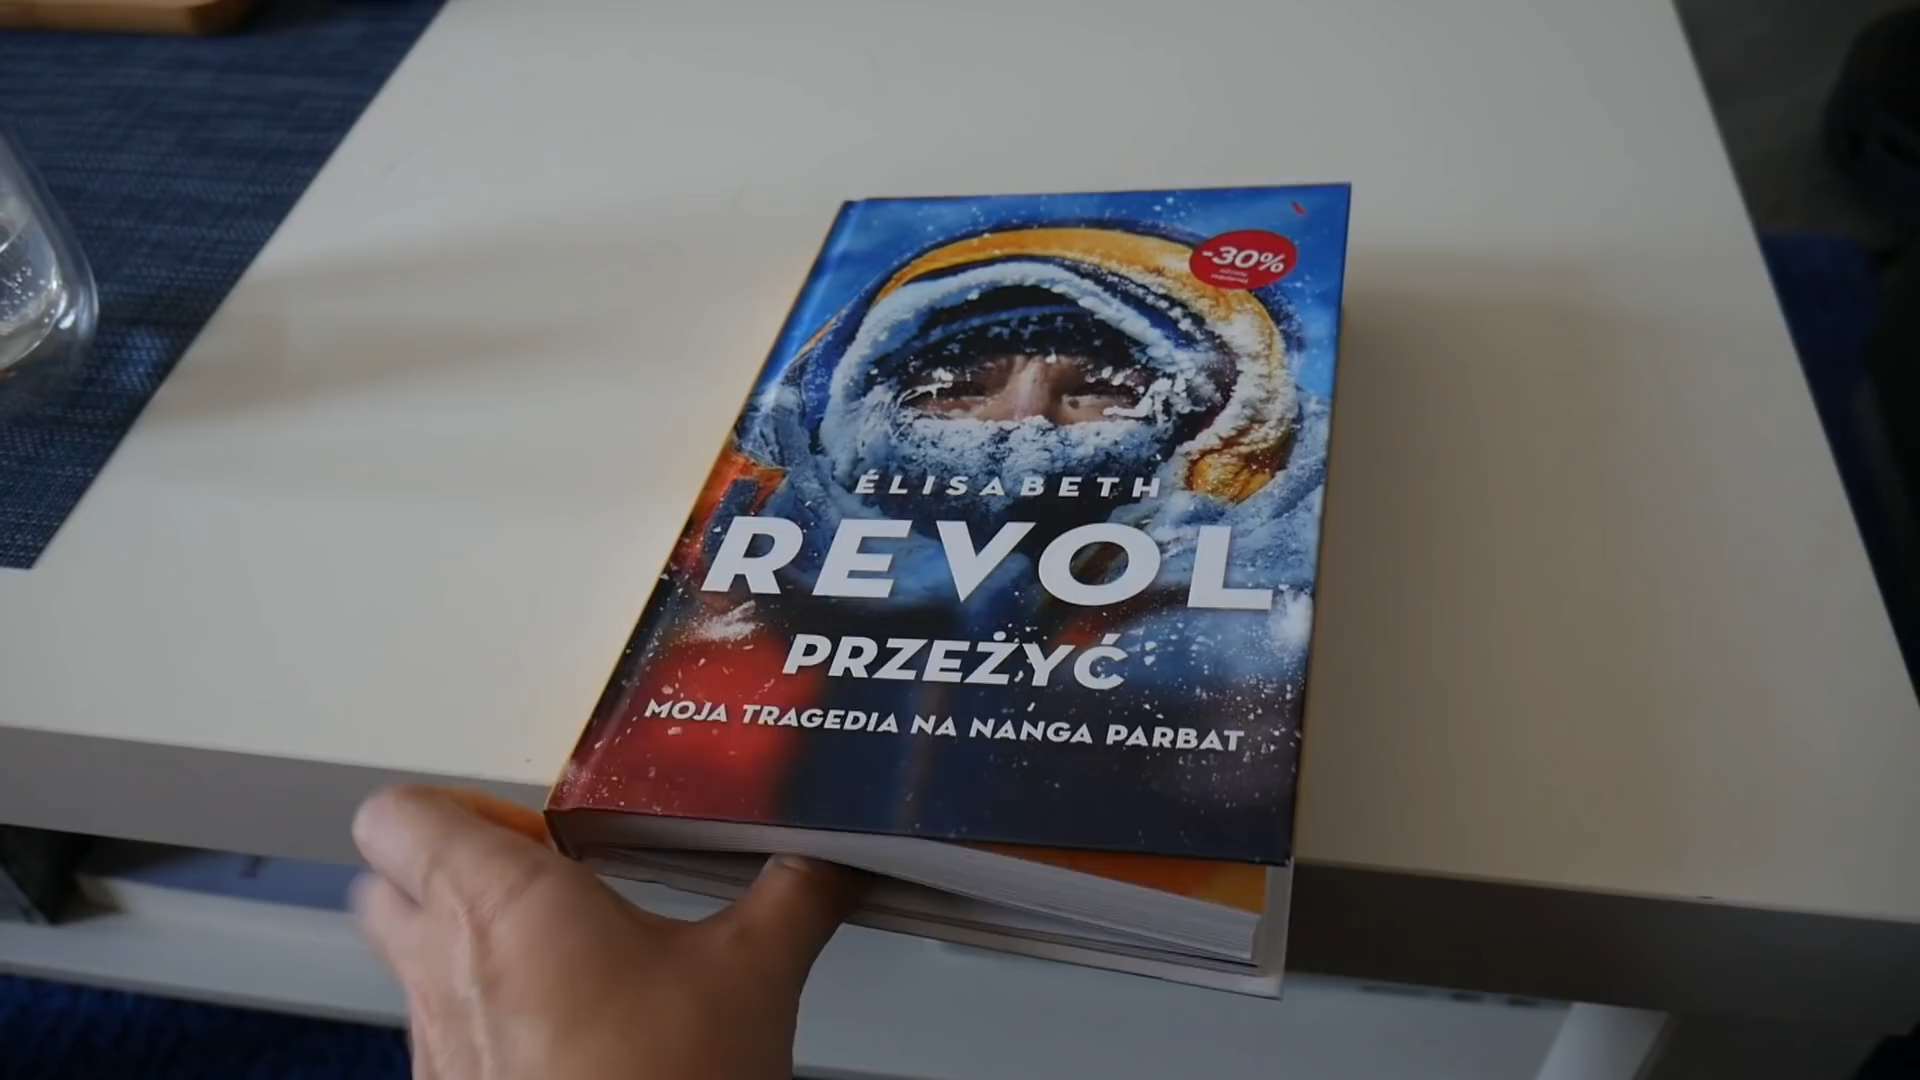 -30%
ÉLISABETH
REVOL
PRZEŻYĆ
MOJA TRAGEDIA NA NANGA PARBAT